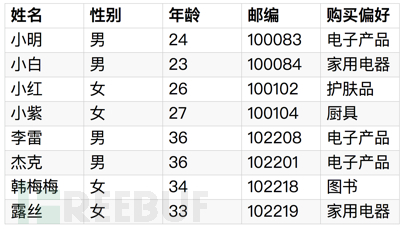 姓名 性别 年龄 邮编 购买偏好
小明 男 24 100083 电子产品
小白 男 23 100084 家用电器
小红 女 26 100102 护肤品
小紫 女 27 100104 厨具
李雷 男 36 102208 电子产品
杰克 男 36 102201 电子产品
韩梅梅 女 34 102218 图书
露丝 女 33 102219 家用电器
FREEBUF